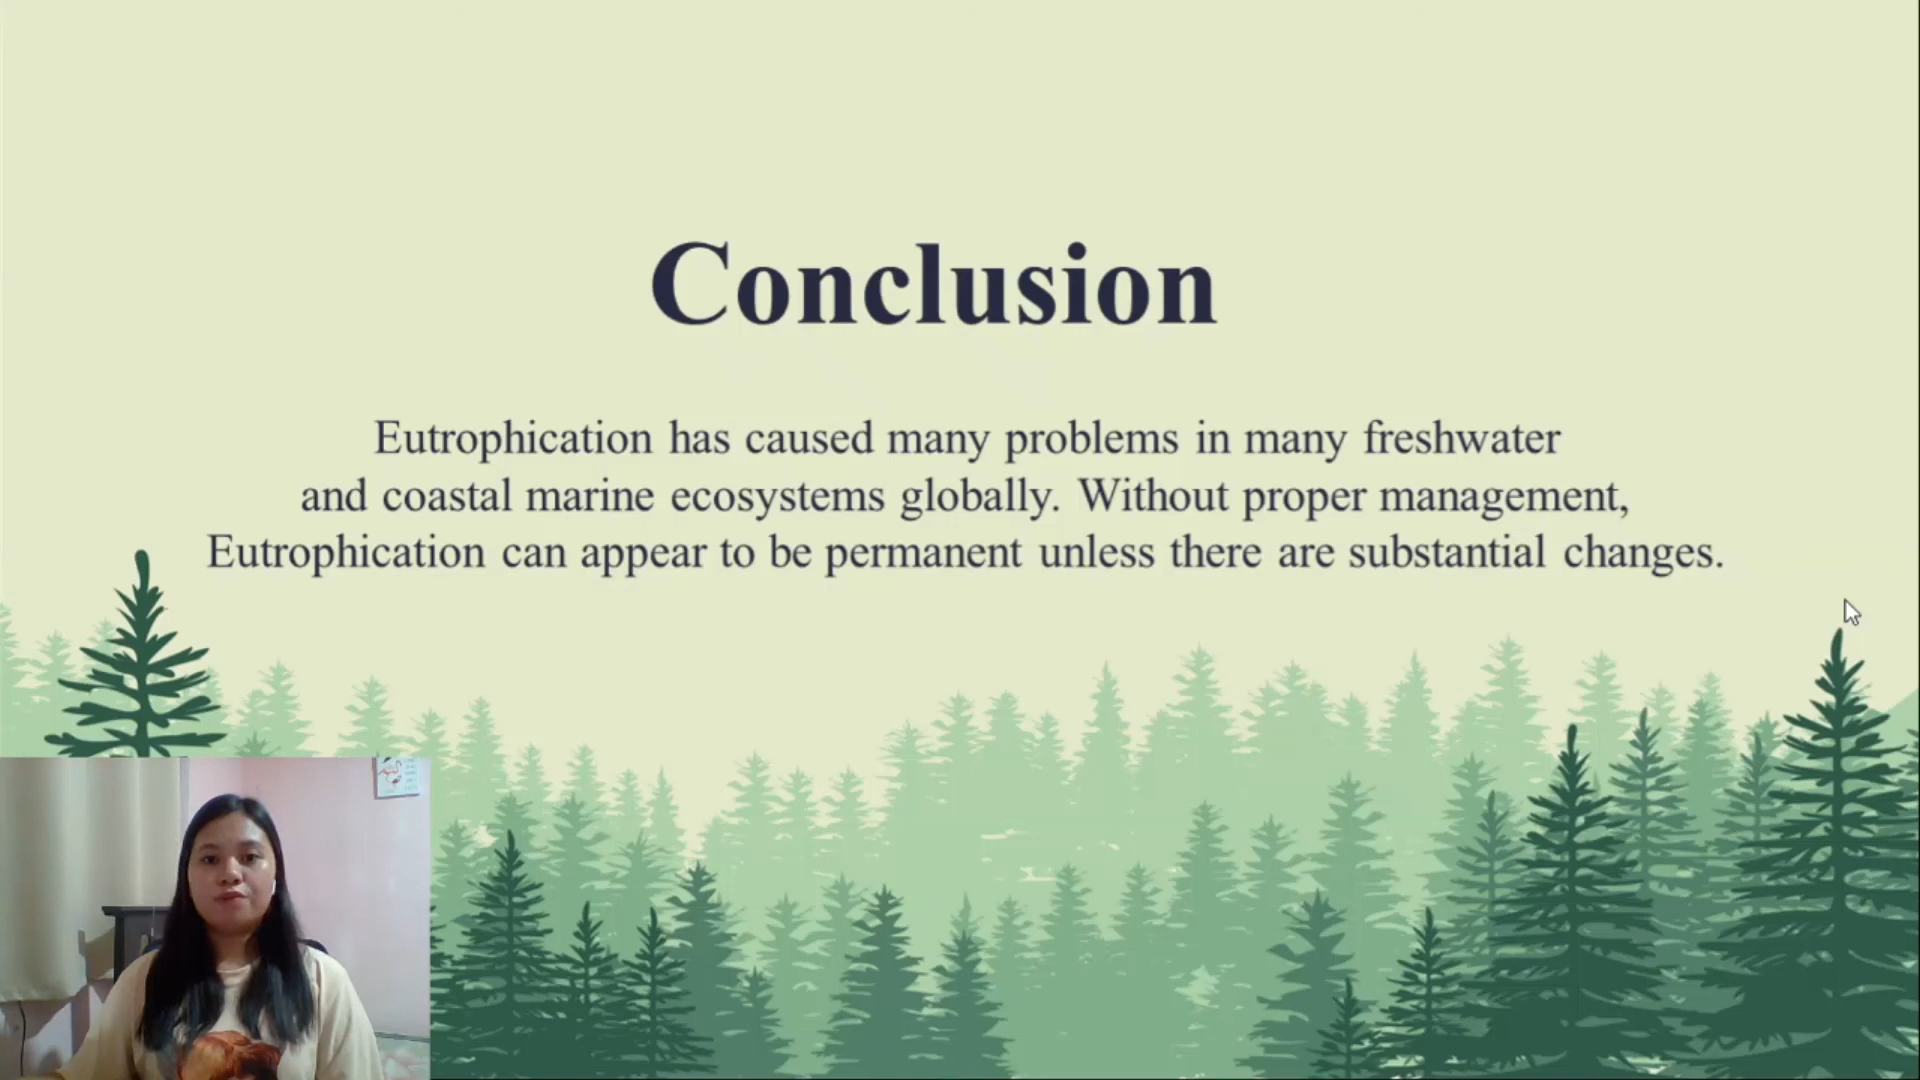 Conclusion
Eutrophication has caused many problems in many freshwater
and coastal marine ecosystems globally. Without proper management,
Eutrophication can appear to be permanent unless there are substantial changes.